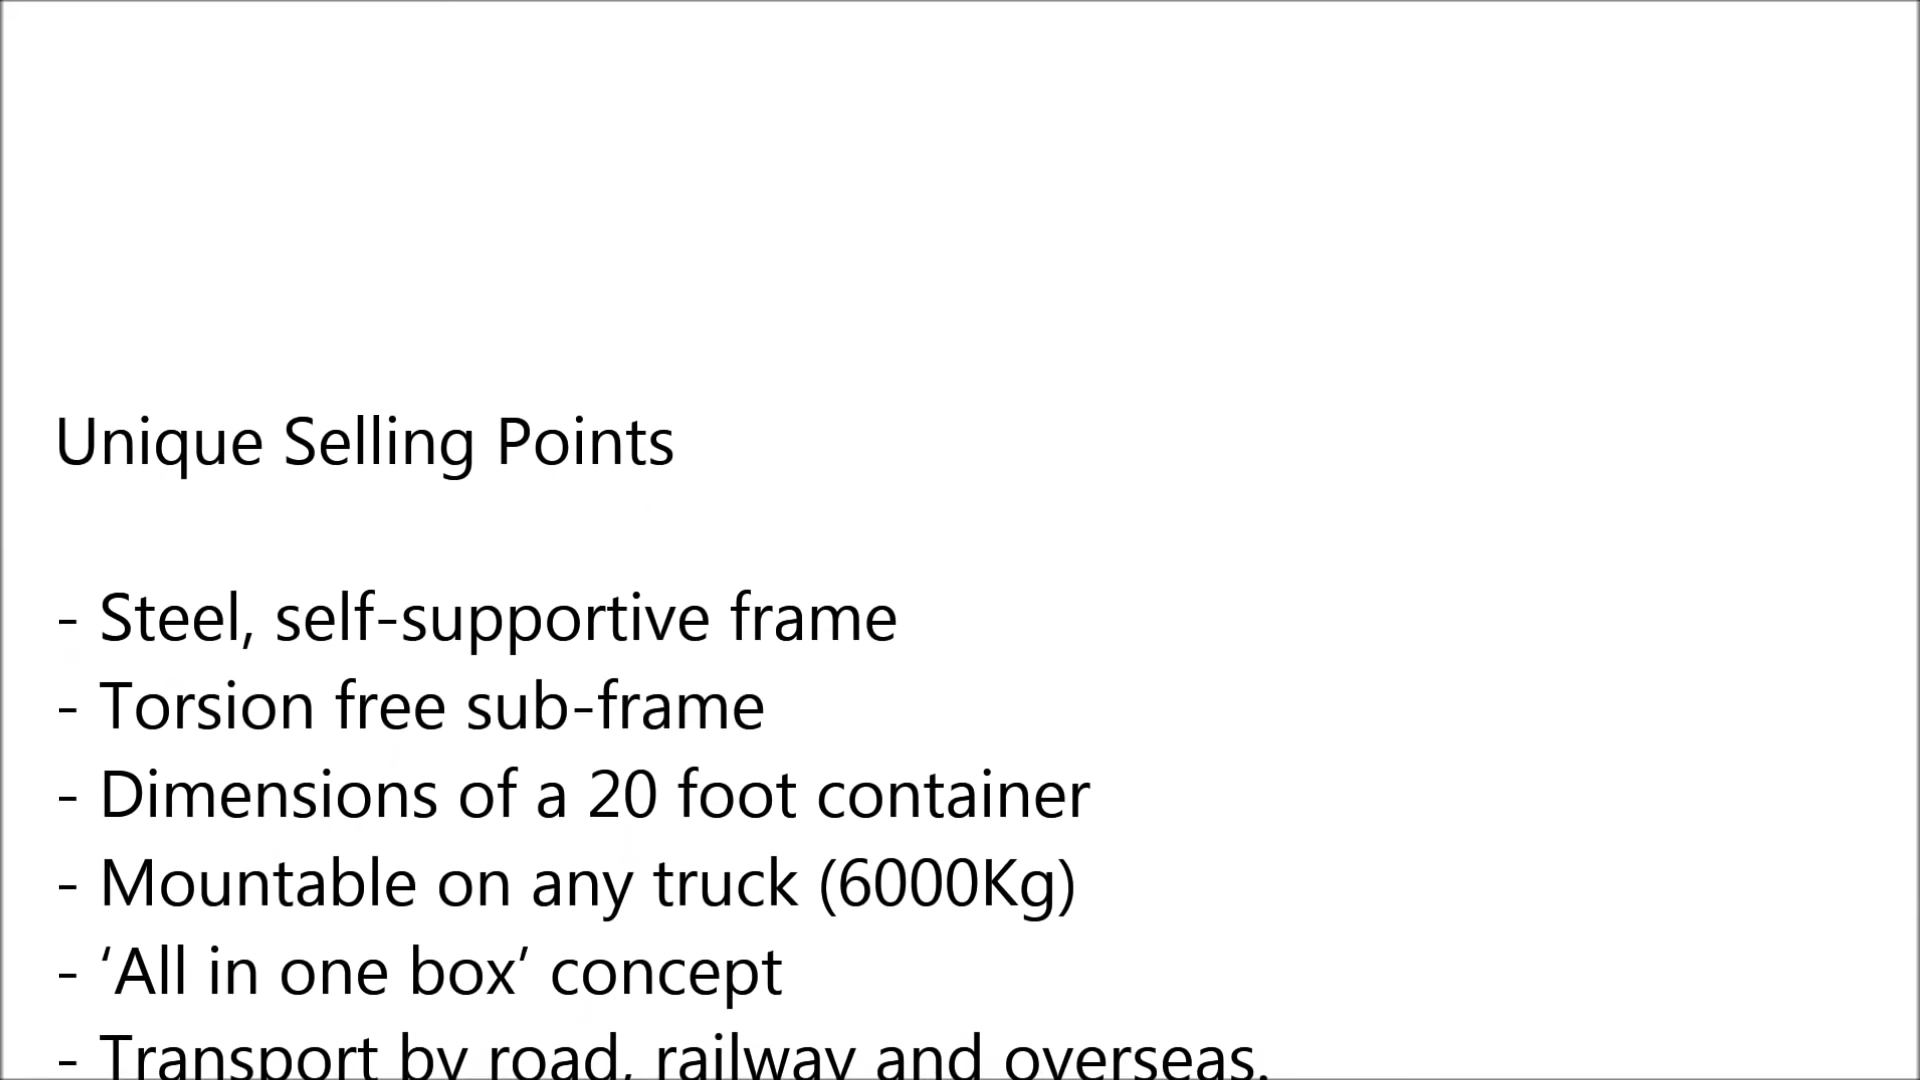 Unique Selling Points
- Steel, self-supportive frame
- Torsion free sub-frame
- Dimensions of a 20 foot container
- Mountable on any truck (6000Kg)
- ‘All in one box’ concept
- Transport by road, railway and overseas.